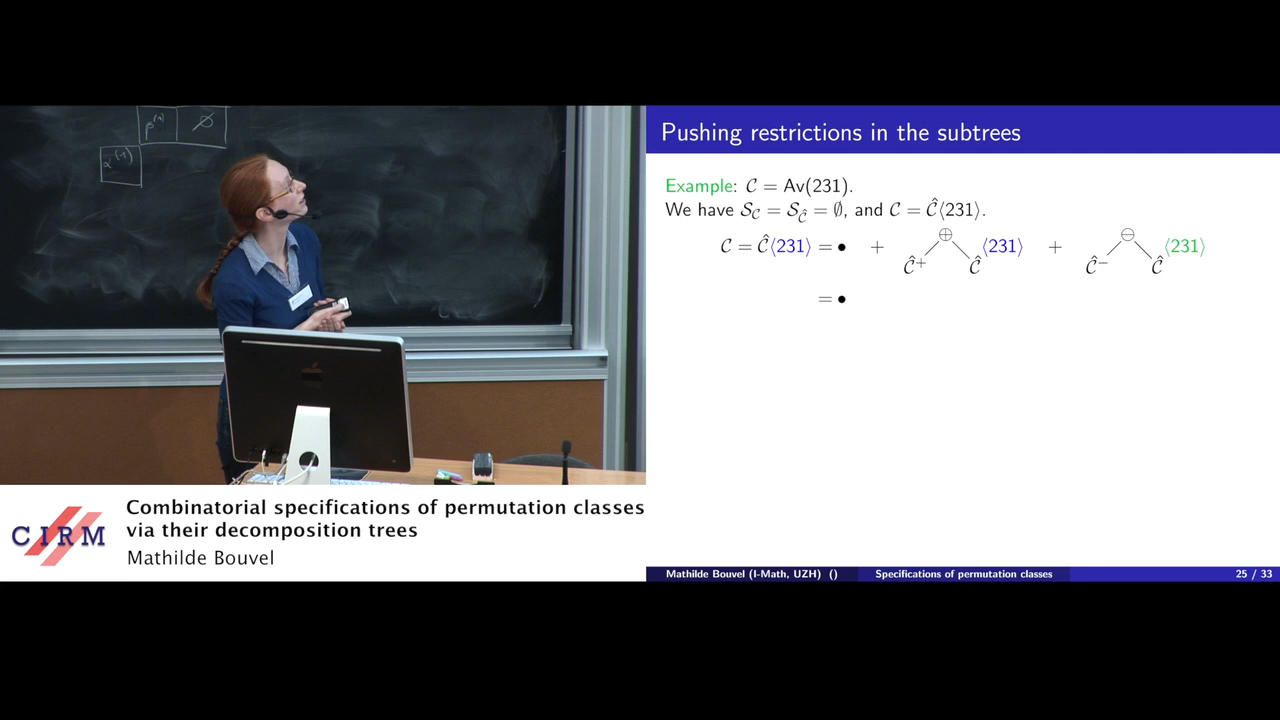 β⁽¹⁾ ∅
Pushing restrictions in the subtrees
Example: 𝒞 = Av(231).
We have 𝒮_𝒞 = 𝒮_𝒞̂ = ∅, and 𝒞 = 𝒞̂⟨231⟩.
𝒞 = 𝒞̂⟨231⟩ = • + ⊕ ⟨231⟩ + ⊖ ⟨231⟩
𝒞̂⁺ 𝒞̂ 𝒞̂⁻ 𝒞̂
= •
CIRM
Combinatorial specifications of permutation classes
via their decomposition trees
Mathilde Bouvel
Mathilde Bouvel (I-Math, UZH) () Specifications of permutation classes 25 / 33